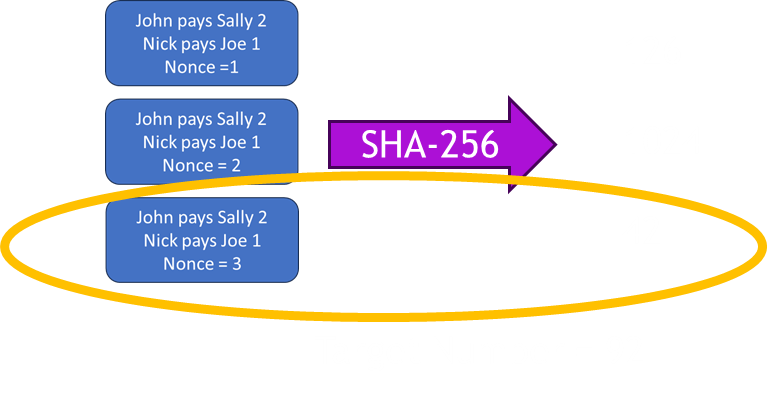 John pays Sally 2
Nick pays Joe 1
Nonce =1
John pays Sally 2
Nick pays Joe 1
Nonce = 2
SHA-256
John pays Sally 2
Nick pays Joe 1
Nonce = 3